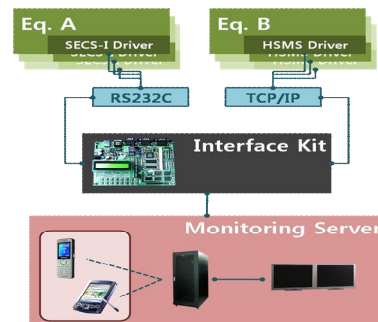 Eq. A
SECS-I Driver
Eq. B
HSMS Driver
RS232C
TCP/IP
Interface Kit
Monitoring Server